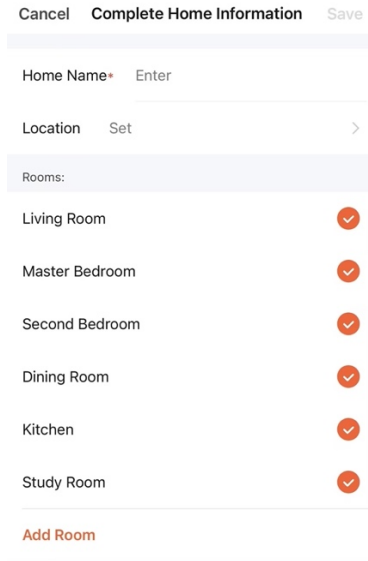 Cancel Complete Home Information Save
Home Name* Enter
Location Set
Rooms:
Living Room
Master Bedroom
Second Bedroom
Dining Room
Kitchen
Study Room
Add Room